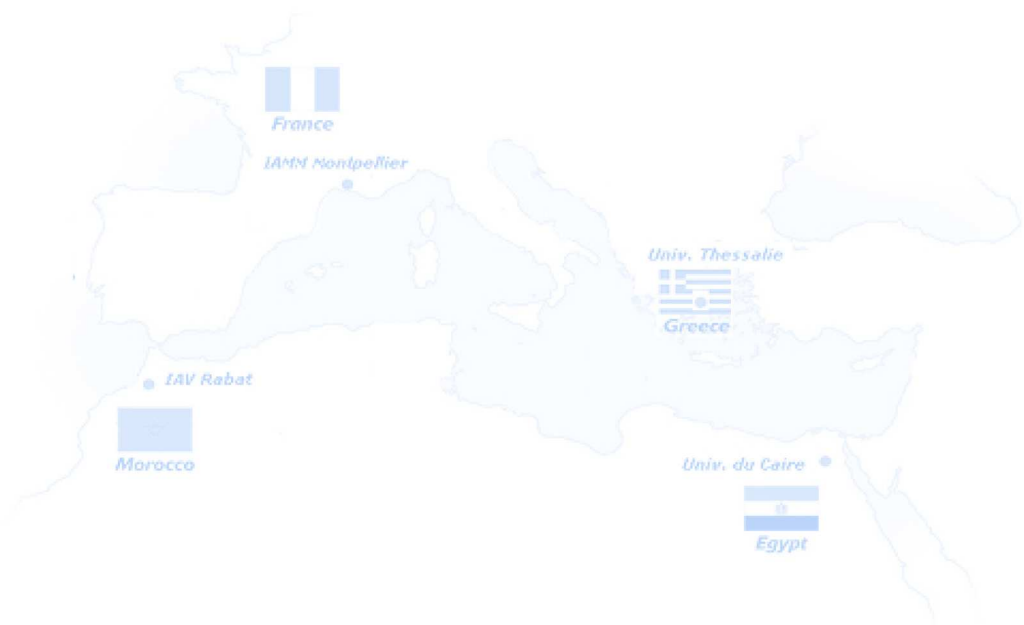 France
IAMM Montpellier
Univ. Thessalie
Greece
IAV Rabat
Morocco
Univ. du Caire
Egypt